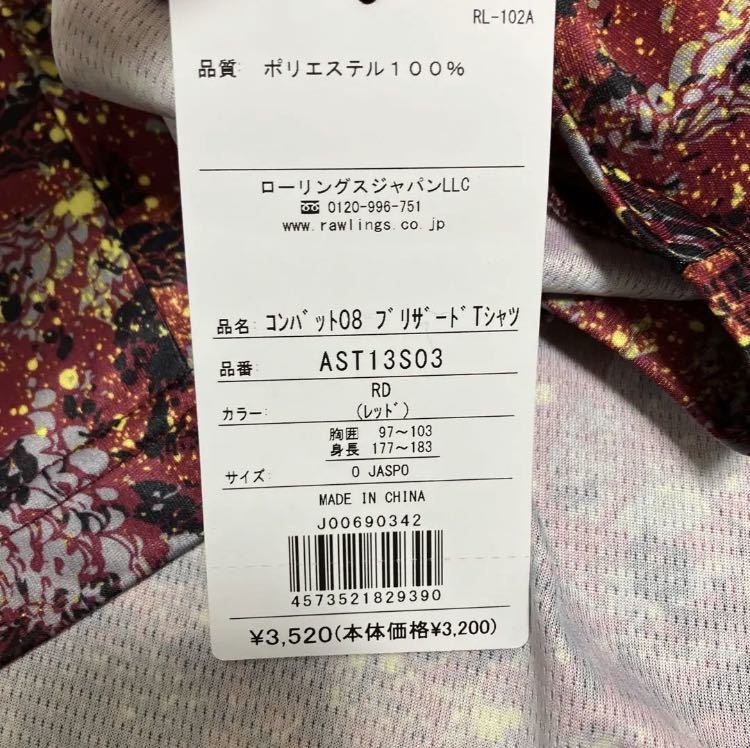 RL-102A
品質 ポリエステル100%
ローリングスジャパンLLC
0120-996-751
www.rawlings.co.jp
品名: コンバット08 ブリザードTシャツ
品番: AST13S03
RD
カラー: (レッド)
胸囲 97～103
身長 177～183
サイズ: O JASPO
MADE IN CHINA
J00690342
4573521829390
¥3,520(本体価格¥3,200)